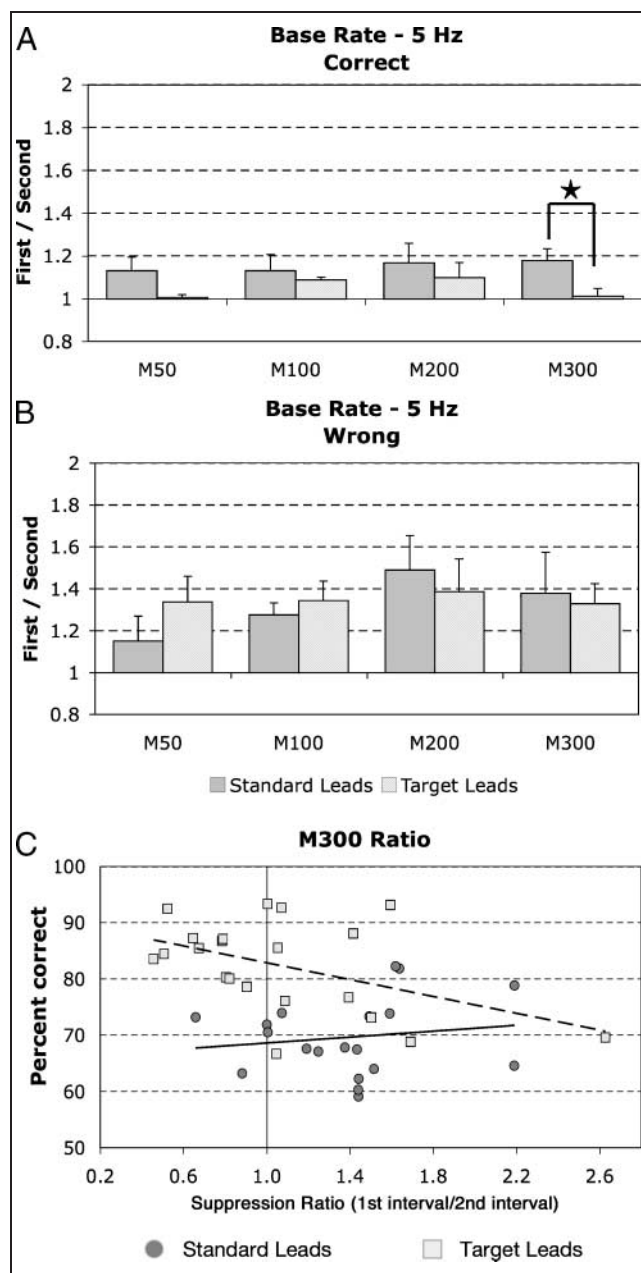 A
Base Rate - 5 Hz
Correct
First / Second
2
1.8
1.6
1.4
1.2
1
0.8
M50 M100 M200 M300
B
Base Rate - 5 Hz
Wrong
First / Second
2
1.8
1.6
1.4
1.2
1
0.8
M50 M100 M200 M300
Standard Leads Target Leads
C
M300 Ratio
Percent correct
100
90
80
70
60
50
0.2 0.6 1.0 1.4 1.8 2.2 2.6
Suppression Ratio (1st interval/2nd interval)
Standard Leads Target Leads